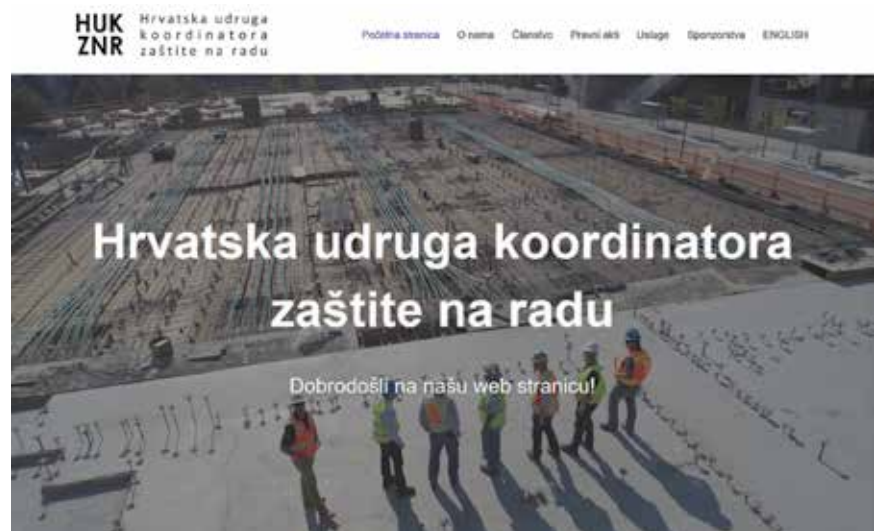 HUK
ZNR
Hrvatska udruga
koordinatora
zaštite na radu
Početna stranica O nama Članstvo Pravni akti Usluge Sponzorstva ENGLISH
Hrvatska udruga koordinatora
zaštite na radu
Dobrodošli na našu web stranicu!